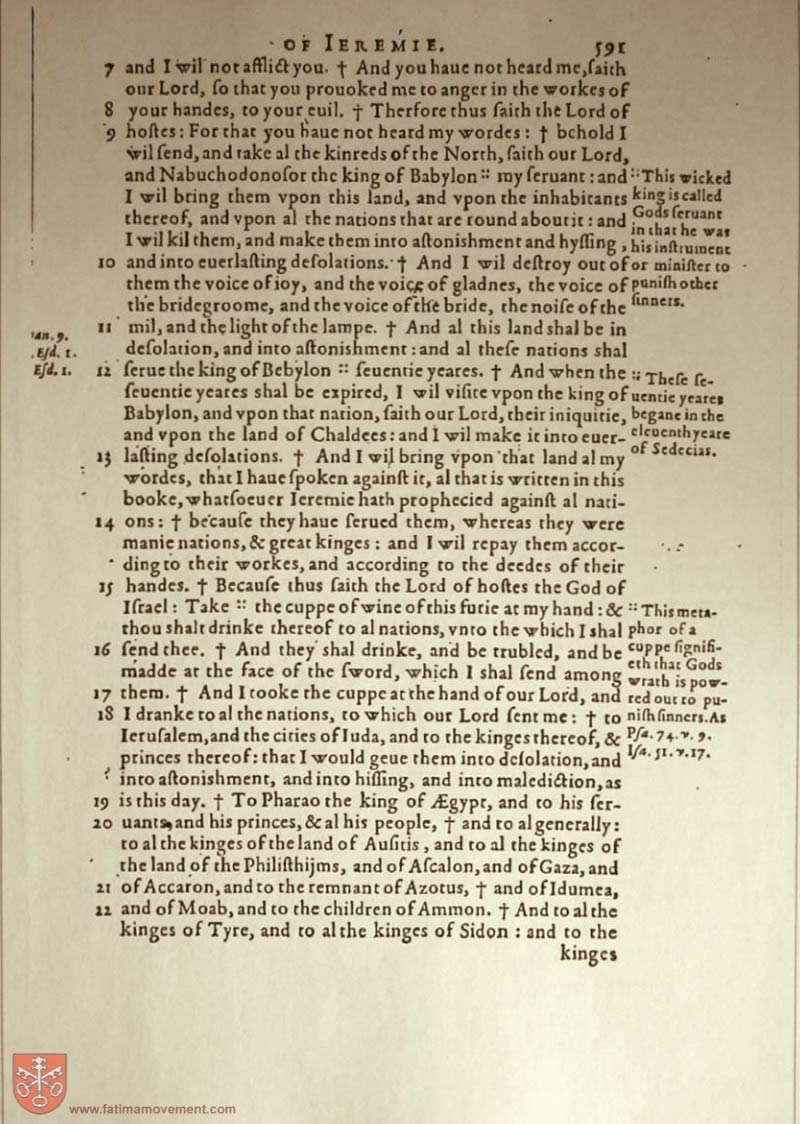 OF IEREMIE. 591
7 and I wil not afflict you. † And you haue not heard me, ſaith
our Lord, ſo that you prouoked me to anger in the workes of
8 your handes, to your euil. † Therfore thus ſaith the Lord of
9 hoſtes: For that you haue not heard my wordes: † behold I
wil ſend, and take al the kinreds of the North, ſaith our Lord,
and Nabuchodonoſor the king of Babylon :: my ſeruant: and
I wil bring them vpon this land, and vpon the inhabitants
thereof, and vpon al the nations that are round about it: and
I wil kil them, and make them into aſtonishment and hyſſing,
10 and into euerlaſting deſolations. † And I wil deſtroy out of
them the voice of ioy, and the voice of gladnes, the voice of
the bridegroome, and the voice of the bride, the noiſe of the
11 mil, and the light of the lampe. † And al this land shal be in
deſolation, and into aſtonishment: and al theſe nations shal
12 ſerue the king of Bebylon :: ſeuentie yeares. † And when the
ſeuentie yeares shal be expired, I wil viſite vpon the king of
Babylon, and vpon that nation, ſaith our Lord, their iniquitie,
and vpon the land of Chaldees: and I wil make it into euer-
13 laſting deſolations. † And I wil bring vpon that land al my
wordes, that I haue ſpoken againſt it, al that is written in this
booke, whatſoeuer Ieremie hath prophecied againſt al nati-
14 ons: † becauſe they haue ſerued them, whereas they were
manie nations, & great kinges: and I wil repay them accor-
ding to their workes, and according to the deedes of their
15 handes. † Becauſe thus ſaith the Lord of hoſtes the God of
Iſrael: Take :: the cuppe of wine of this furie at my hand: &
thou shalt drinke thereof to al nations, vnto the which I shal
16 ſend thee. † And they shal drinke, and be trubled, and be
madde at the face of the ſword, which I shal ſend among
17 them. † And I tooke the cuppe at the hand of our Lord, and
18 I dranke to al the nations, to which our Lord ſent me: † to
Ieruſalem, and the cities of Iuda, and to the kinges thereof, &
princes thereof: that I would geue them into deſolation, and
into aſtonishment, and into hiſſing, and into malediction, as
19 is this day. † To Pharao the king of Ægypt, and to his ſer-
20 uants, and his princes, & al his people, † and to al generally:
to al the kinges of the land of Auſitis, and to al the kinges of
the land of the Philiſthijms, and of Aſcalon, and of Gaza, and
21 of Accaron, and to the remnant of Azotus, † and of Idumea,
22 and of Moab, and to the children of Ammon. † And to al the
kinges of Tyre, and to al the kinges of Sidon: and to the
kinges
9.
Eſd. 1.
Eſd. 1.
:: This wicked
king is called
Gods ſeruant
in that he was
his inſtrument
or miniſter to
puniſh other
ſinners.
:: Theſe ſe-
uentie yeares
begane in the
eleuenth yeare
of Sedecias.
:: This meta-
phor of a
cuppe ſignifi-
eth that Gods
wrath is pow-
red out to pu-
niſh ſinners. As
Pſa. 74. v. 9.
Iſa. 51. v. 17.
www.fatimamovement.com